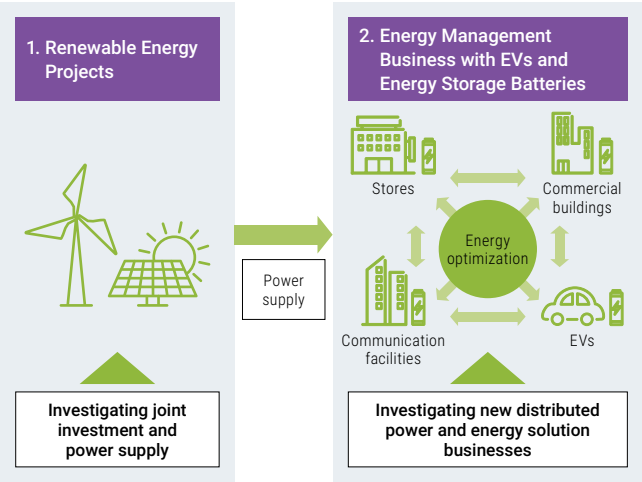 1. Renewable Energy
Projects
Investigating joint
investment and
power supply
Power
supply
2. Energy Management
Business with EVs and
Energy Storage Batteries
Stores
Commercial
buildings
Energy
optimization
Communication
facilities
EVs
Investigating new distributed
power and energy solution
businesses